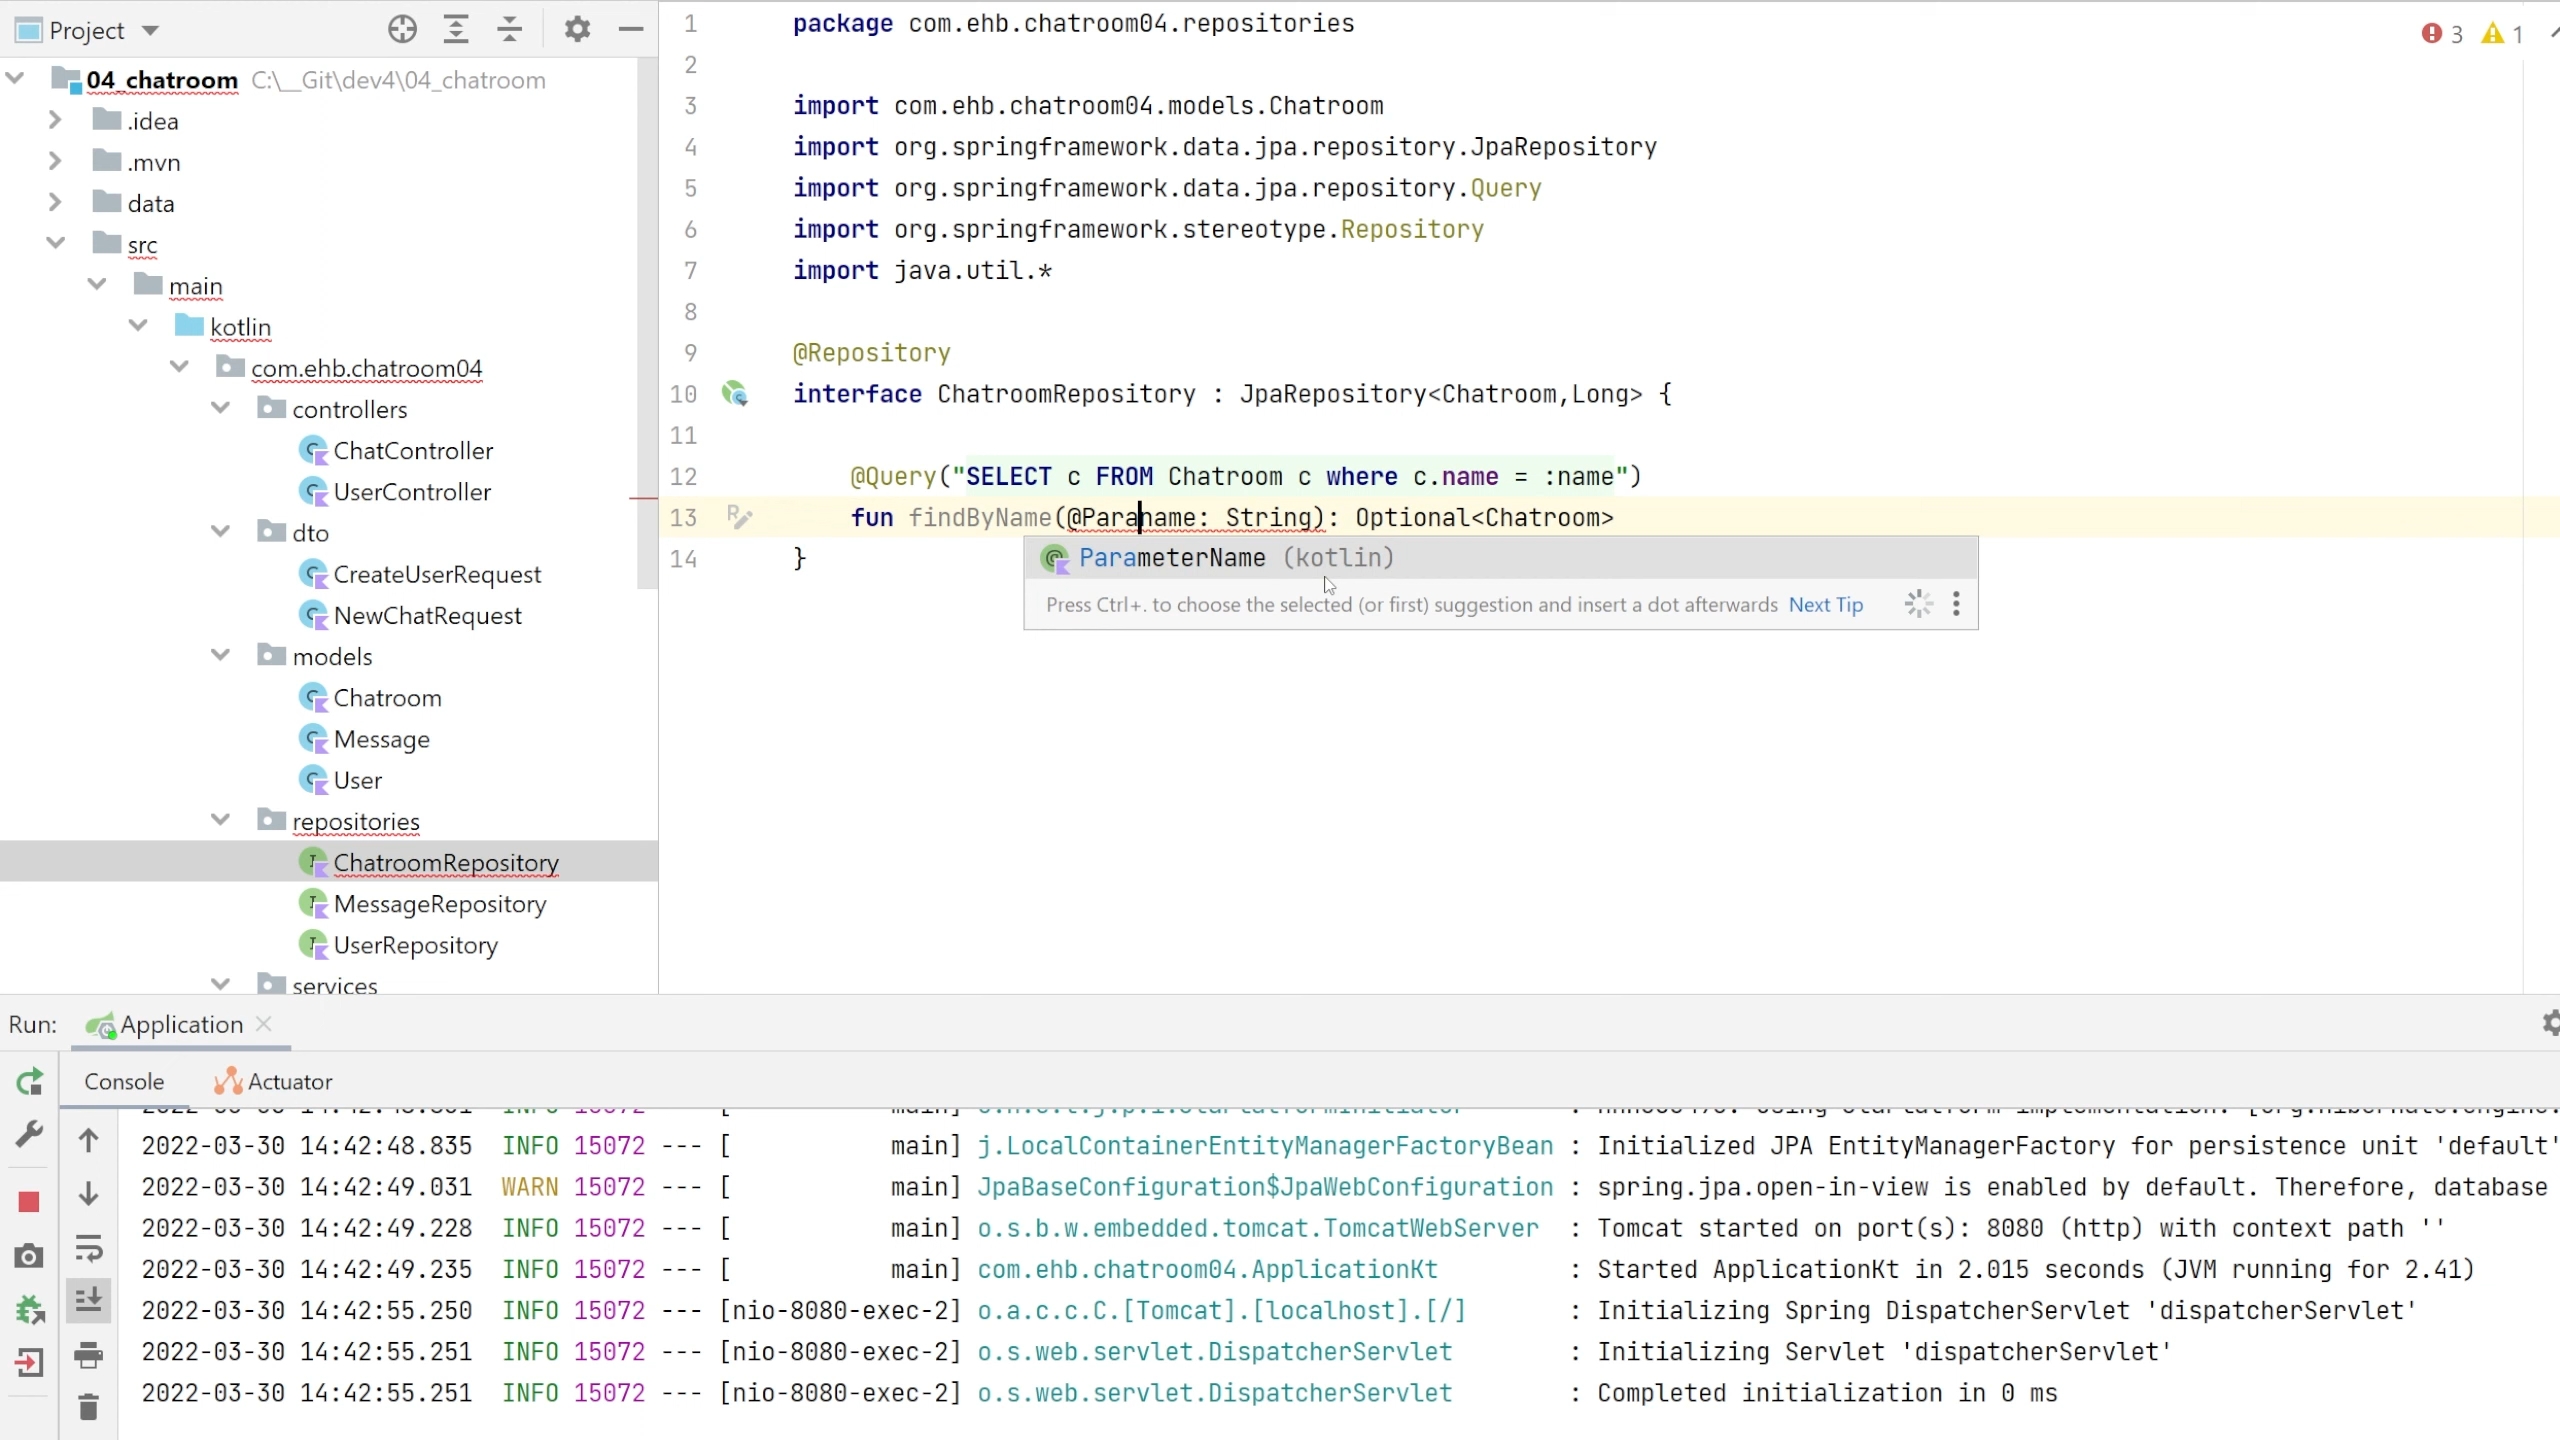 Project
04_chatroom C:\__Git\dev4\04_chatroom
.idea
.mvn
data
src
main
kotlin
com.ehb.chatroom04
controllers
ChatController
UserController
dto
CreateUserRequest
NewChatRequest
models
Chatroom
Message
User
repositories
ChatroomRepository
MessageRepository
UserRepository
services
3 1
1 package com.ehb.chatroom04.repositories
2
3 import com.ehb.chatroom04.models.Chatroom
4 import org.springframework.data.jpa.repository.JpaRepository
5 import org.springframework.data.jpa.repository.Query
6 import org.springframework.stereotype.Repository
7 import java.util.*
8
9 @Repository
10 interface ChatroomRepository : JpaRepository<Chatroom,Long> {
11
12 @Query("SELECT c FROM Chatroom c where c.name = :name")
13 fun findByName(@Paraname: String): Optional<Chatroom>
14 }
ParameterName (kotlin)
Press Ctrl+. to choose the selected (or first) suggestion and insert a dot afterwards Next Tip
Run: Application
Console Actuator
2022-03-30 14:42:48.835 INFO 15072 --- [ main] j.LocalContainerEntityManagerFactoryBean : Initialized JPA EntityManagerFactory for persistence unit 'default'
2022-03-30 14:42:49.031 WARN 15072 --- [ main] JpaBaseConfiguration$JpaWebConfiguration : spring.jpa.open-in-view is enabled by default. Therefore, database
2022-03-30 14:42:49.228 INFO 15072 --- [ main] o.s.b.w.embedded.tomcat.TomcatWebServer : Tomcat started on port(s): 8080 (http) with context path ''
2022-03-30 14:42:49.235 INFO 15072 --- [ main] com.ehb.chatroom04.ApplicationKt : Started ApplicationKt in 2.015 seconds (JVM running for 2.41)
2022-03-30 14:42:55.250 INFO 15072 --- [nio-8080-exec-2] o.a.c.c.C.[Tomcat].[localhost].[/] : Initializing Spring DispatcherServlet 'dispatcherServlet'
2022-03-30 14:42:55.251 INFO 15072 --- [nio-8080-exec-2] o.s.web.servlet.DispatcherServlet : Initializing Servlet 'dispatcherServlet'
2022-03-30 14:42:55.251 INFO 15072 --- [nio-8080-exec-2] o.s.web.servlet.DispatcherServlet : Completed initialization in 0 ms